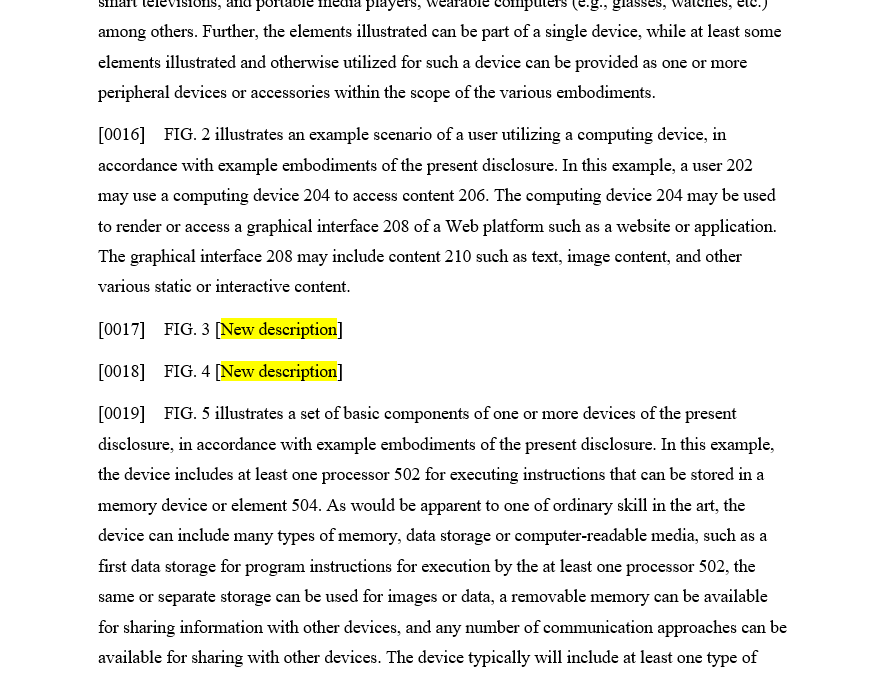 smart televisions, and portable media players, wearable computers (e.g., glasses, watches, etc.)
among others. Further, the elements illustrated can be part of a single device, while at least some
elements illustrated and otherwise utilized for such a device can be provided as one or more
peripheral devices or accessories within the scope of the various embodiments.
[0016] FIG. 2 illustrates an example scenario of a user utilizing a computing device, in
accordance with example embodiments of the present disclosure. In this example, a user 202
may use a computing device 204 to access content 206. The computing device 204 may be used
to render or access a graphical interface 208 of a Web platform such as a website or application.
The graphical interface 208 may include content 210 such as text, image content, and other
various static or interactive content.
[0017] FIG. 3 [New description]
[0018] FIG. 4 [New description]
[0019] FIG. 5 illustrates a set of basic components of one or more devices of the present
disclosure, in accordance with example embodiments of the present disclosure. In this example,
the device includes at least one processor 502 for executing instructions that can be stored in a
memory device or element 504. As would be apparent to one of ordinary skill in the art, the
device can include many types of memory, data storage or computer-readable media, such as a
first data storage for program instructions for execution by the at least one processor 502, the
same or separate storage can be used for images or data, a removable memory can be available
for sharing information with other devices, and any number of communication approaches can be
available for sharing with other devices. The device typically will include at least one type of